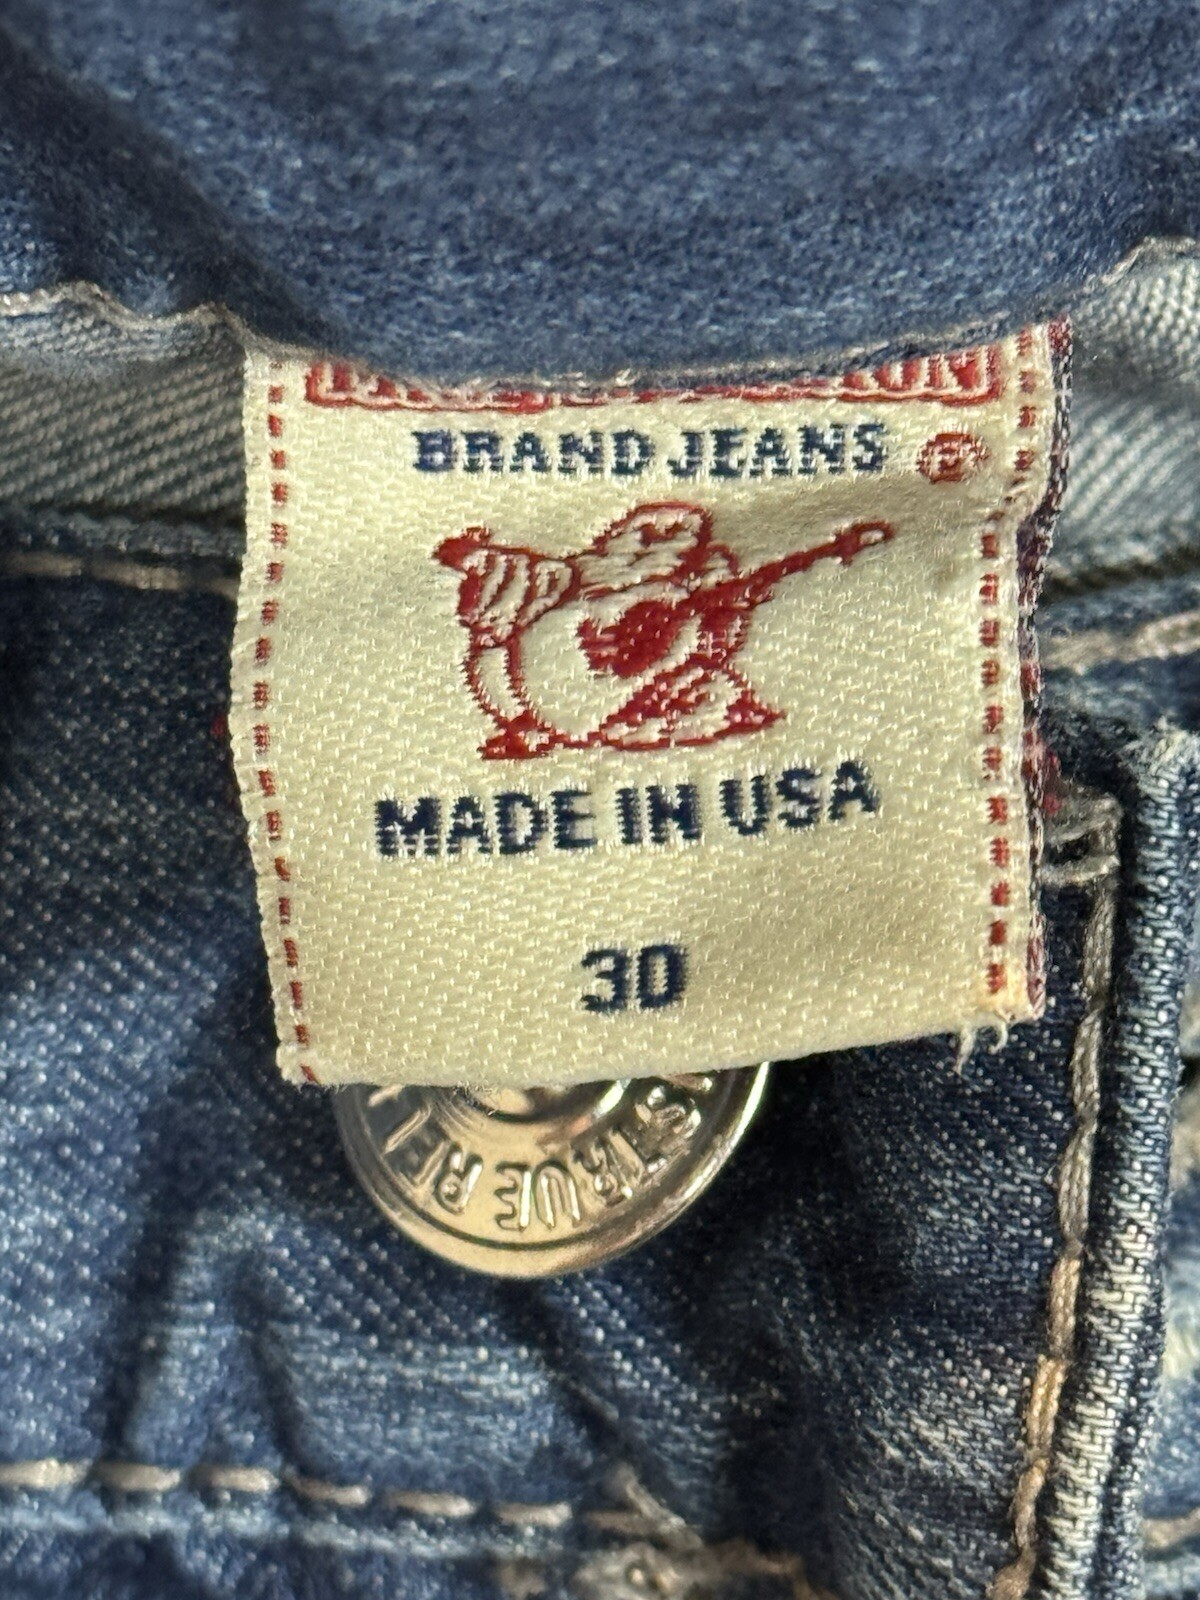 BRAND JEANS ®
MADE IN USA
30
TRUE REL